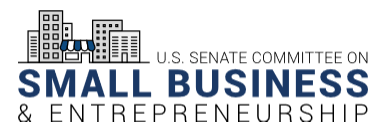 U.S. SENATE COMMITTEE ON
SMALL BUSINESS
& ENTREPRENEURSHIP